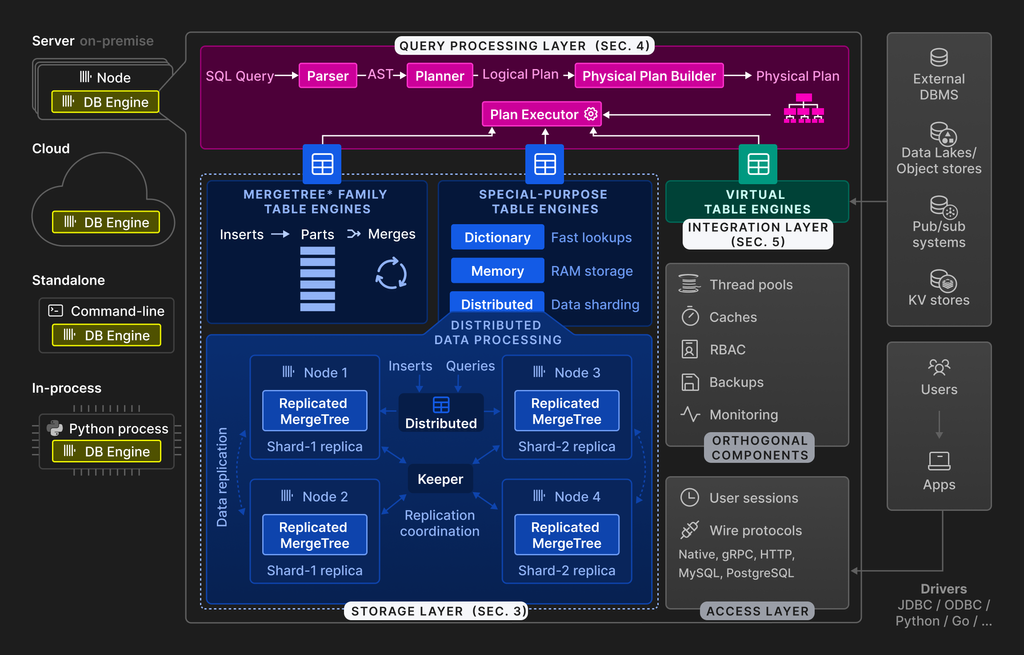 Server on-premise
Node
DB Engine
Cloud
DB Engine
Standalone
Command-line
DB Engine
In-process
Python process
DB Engine
QUERY PROCESSING LAYER (SEC. 4)
SQL Query
Parser
AST
Planner
Logical Plan
Physical Plan Builder
Physical Plan
Plan Executor
MERGETREE* FAMILY
TABLE ENGINES
Inserts
Parts
Merges
SPECIAL-PURPOSE
TABLE ENGINES
Dictionary
Fast lookups
Memory
RAM storage
Distributed
Data sharding
DISTRIBUTED
DATA PROCESSING
Node 1
Replicated
MergeTree
Shard-1 replica
Inserts
Queries
Distributed
Node 3
Replicated
MergeTree
Shard-2 replica
Data replication
Keeper
Replication
coordination
Node 2
Replicated
MergeTree
Shard-1 replica
Node 4
Replicated
MergeTree
Shard-2 replica
STORAGE LAYER (SEC. 3)
VIRTUAL
TABLE ENGINES
INTEGRATION LAYER
(SEC. 5)
Thread pools
Caches
RBAC
Backups
Monitoring
ORTHOGONAL
COMPONENTS
User sessions
Wire protocols
Native, gRPC, HTTP,
MySQL, PostgreSQL
ACCESS LAYER
External
DBMS
Data Lakes/
Object stores
Pub/sub
systems
KV stores
Users
Apps
Drivers
JDBC / ODBC /
Python / Go / ...